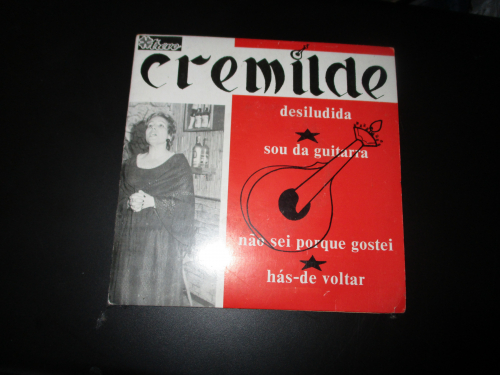 cremilde
desiludida
sou da guitarra
não sei porque gostei
hás-de voltar